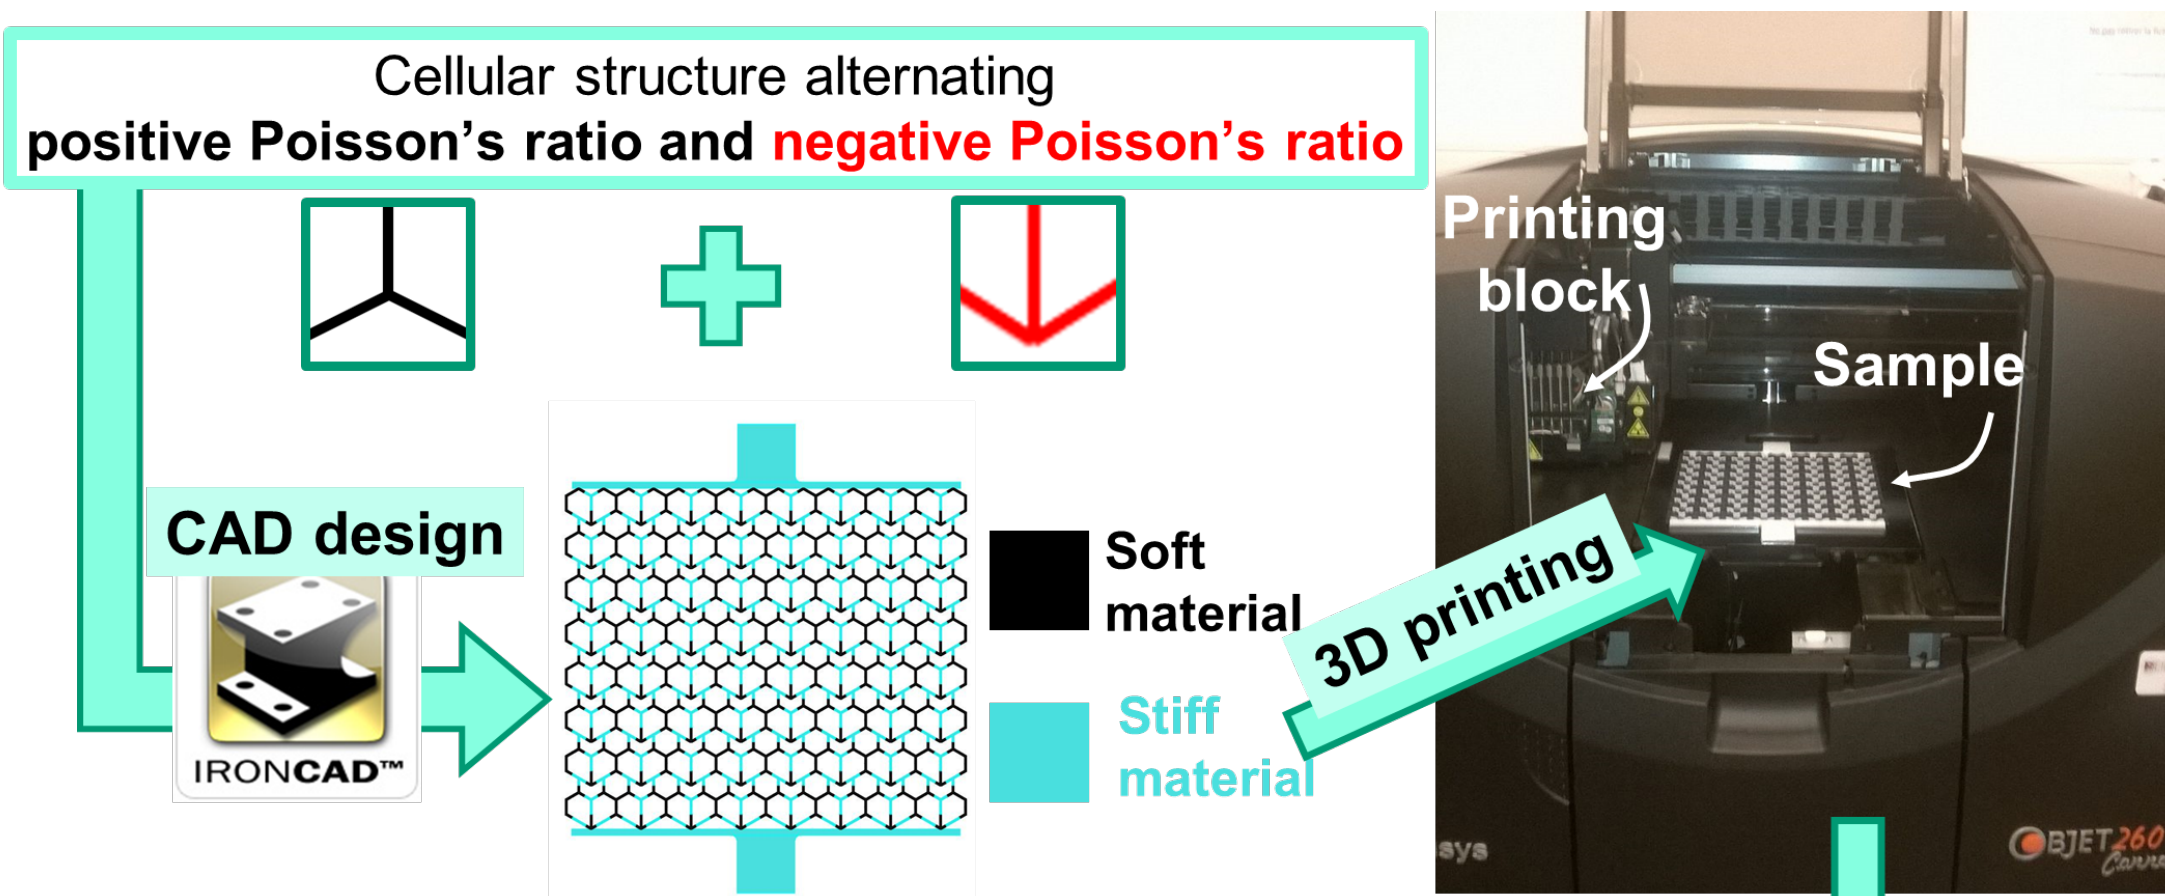 Cellular structure alternating
positive Poisson's ratio and negative Poisson's ratio
Printing
block
Sample
CAD design
IRONCAD™
Soft
material
Stiff
material
3D printing
sys
BJET260